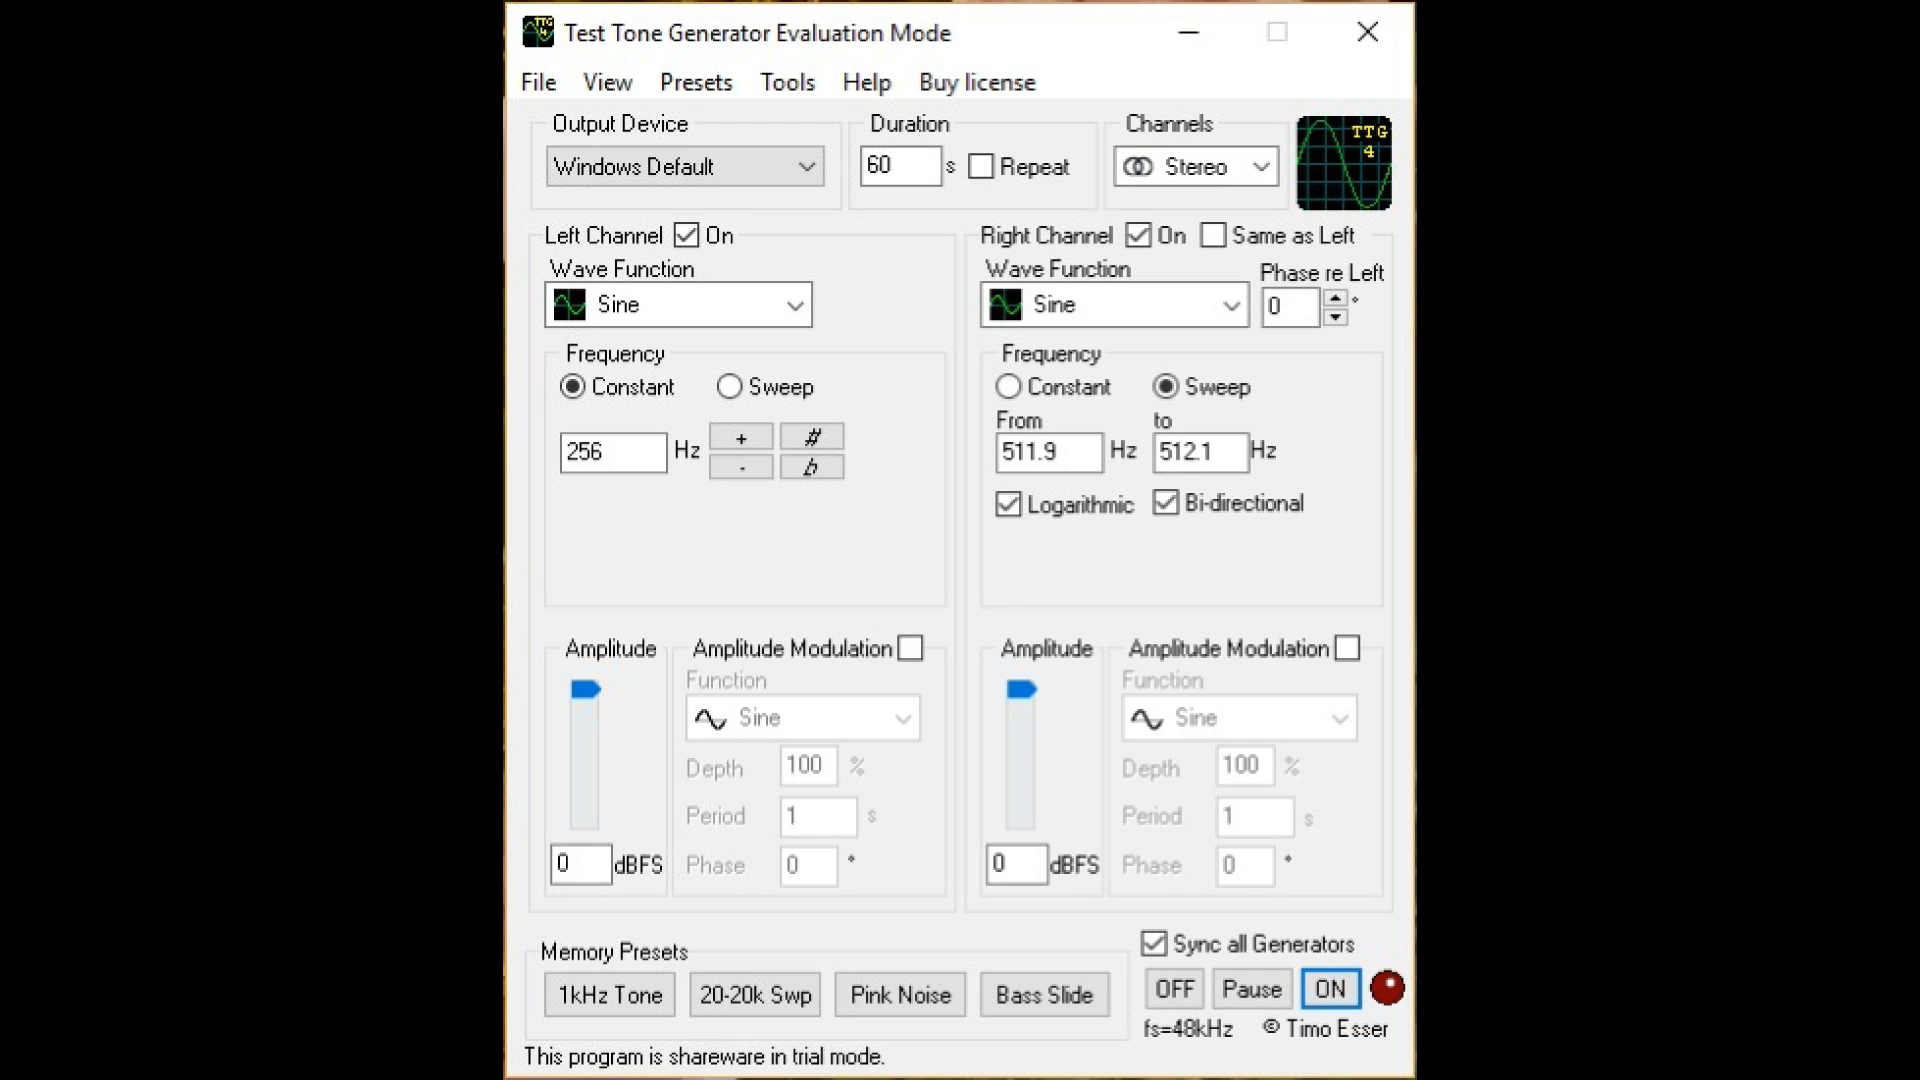 Test Tone Generator Evaluation Mode
File View Presets Tools Help Buy license
Output Device Duration Channels
Windows Default 60 s Repeat Stereo
TTG
4
Left Channel On Right Channel On Same as Left
Wave Function Wave Function Phase re Left
Sine Sine 0 °
Frequency Frequency
Constant Sweep Constant Sweep
From to
256 Hz + # 511.9 Hz 512.1 Hz
- b
Logarithmic Bi-directional
Amplitude Amplitude Modulation Amplitude Amplitude Modulation
Function Function
Sine Sine
Depth 100 % Depth 100 %
Period 1 s Period 1 s
0 dBFS Phase 0 ° 0 dBFS Phase 0 °
Memory Presets Sync all Generators
1kHz Tone 20-20k Swp Pink Noise Bass Slide OFF Pause ON
fs=48kHz © Timo Esser
This program is shareware in trial mode.